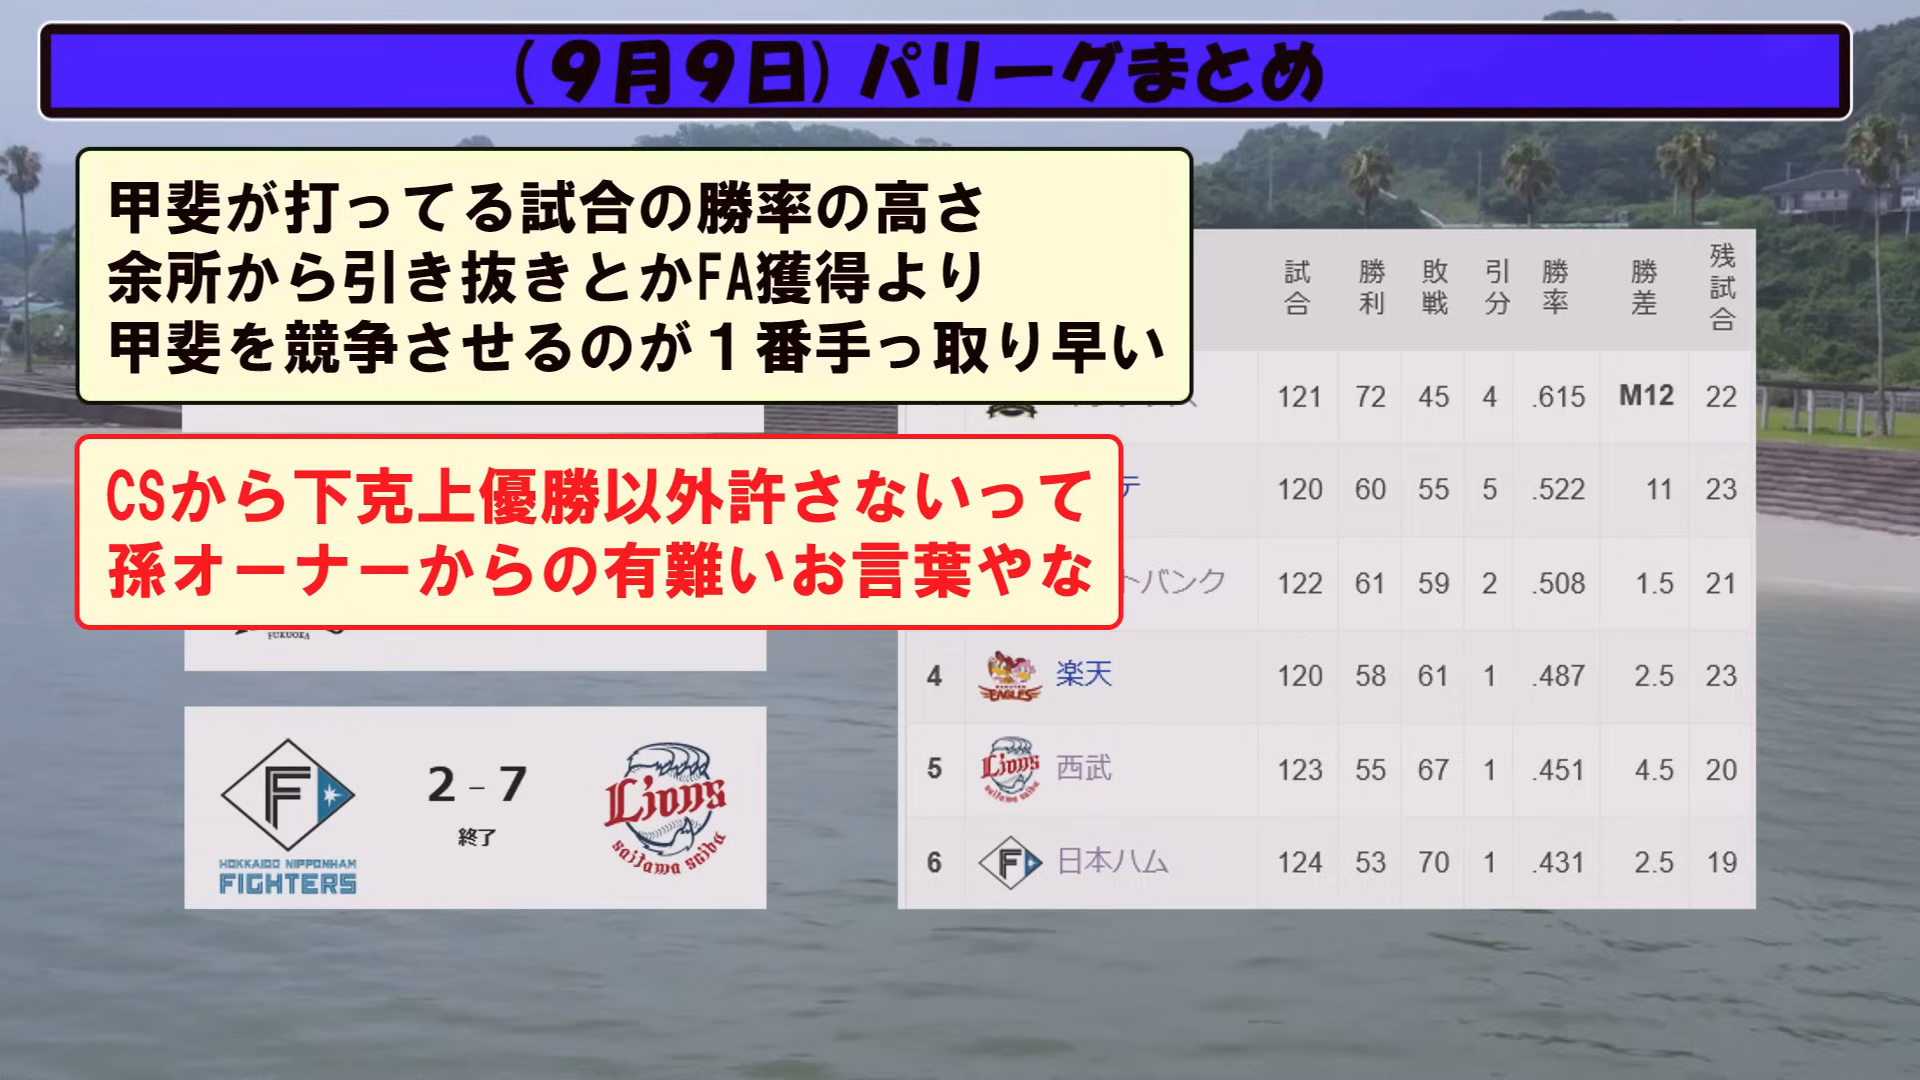 (９月９日) パリーグまとめ
甲斐が打ってる試合の勝率の高さ
余所から引き抜きとかFA獲得より
甲斐を競争させるのが１番手っ取り早い
CSから下克上優勝以外許さないって
孫オーナーからの有難いお言葉やな
試合 勝利 敗戦 引分 勝率 勝差 残試合
121 72 45 4 .615 M12 22
テ 120 60 55 5 .522 11 23
トバンク 122 61 59 2 .508 1.5 21
4 EAGLES 楽天 120 58 61 1 .487 2.5 23
5 Lions 西武 123 55 67 1 .451 4.5 20
6 F 日本ハム 124 53 70 1 .431 2.5 19
FUKUOKA
F
HOKKAIDO NIPPONHAM
FIGHTERS
2 – 7
終了
Lions
saitama seibu